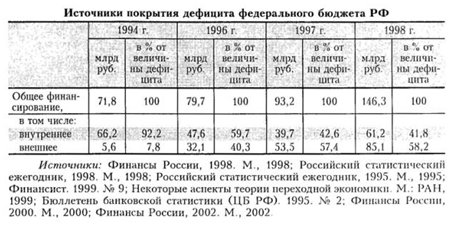 Источники покрытия дефицита федерального бюджета РФ
1994 г. 1996 г. 1997 г. 1998 г.
млрд руб. в % от величины дефицита млрд руб. в % от величины дефицита млрд руб. в % от величины дефицита млрд руб. в % от величины дефицита
Общее финан-
сирование, 71,8 100 79,7 100 93,2 100 146,3 100
в том числе:
внутреннее 66,2 92,2 47,6 59,7 39,7 42,6 61,2 41,8
внешнее 5,6 7,8 32,1 40,3 53,5 57,4 85,1 58,2
Источники: Финансы России, 1998. М., 1998; Российский статистический
ежегодник, 1998. М., 1998; Российский статистический ежегодник, 1995. М., 1995;
Финансист. 1999. № 9; Некоторые аспекты теории переходной экономики. М.: РАН,
1999; Бюллетень банковской статистики (ЦБ РФ). 1995. № 2; Финансы России,
2000. М., 2000; Финансы России, 2002. М., 2002.